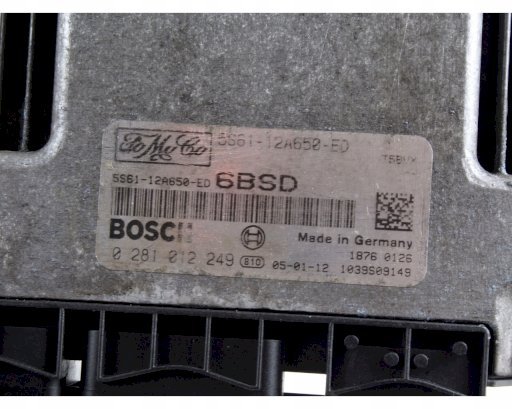 FoMoCo 5S61-12A650-ED
5S61-12A650-ED 6BSD
BOSCH Made in Germany
1876 0126
0 281 012 249 810 05-01-12 1039S09149